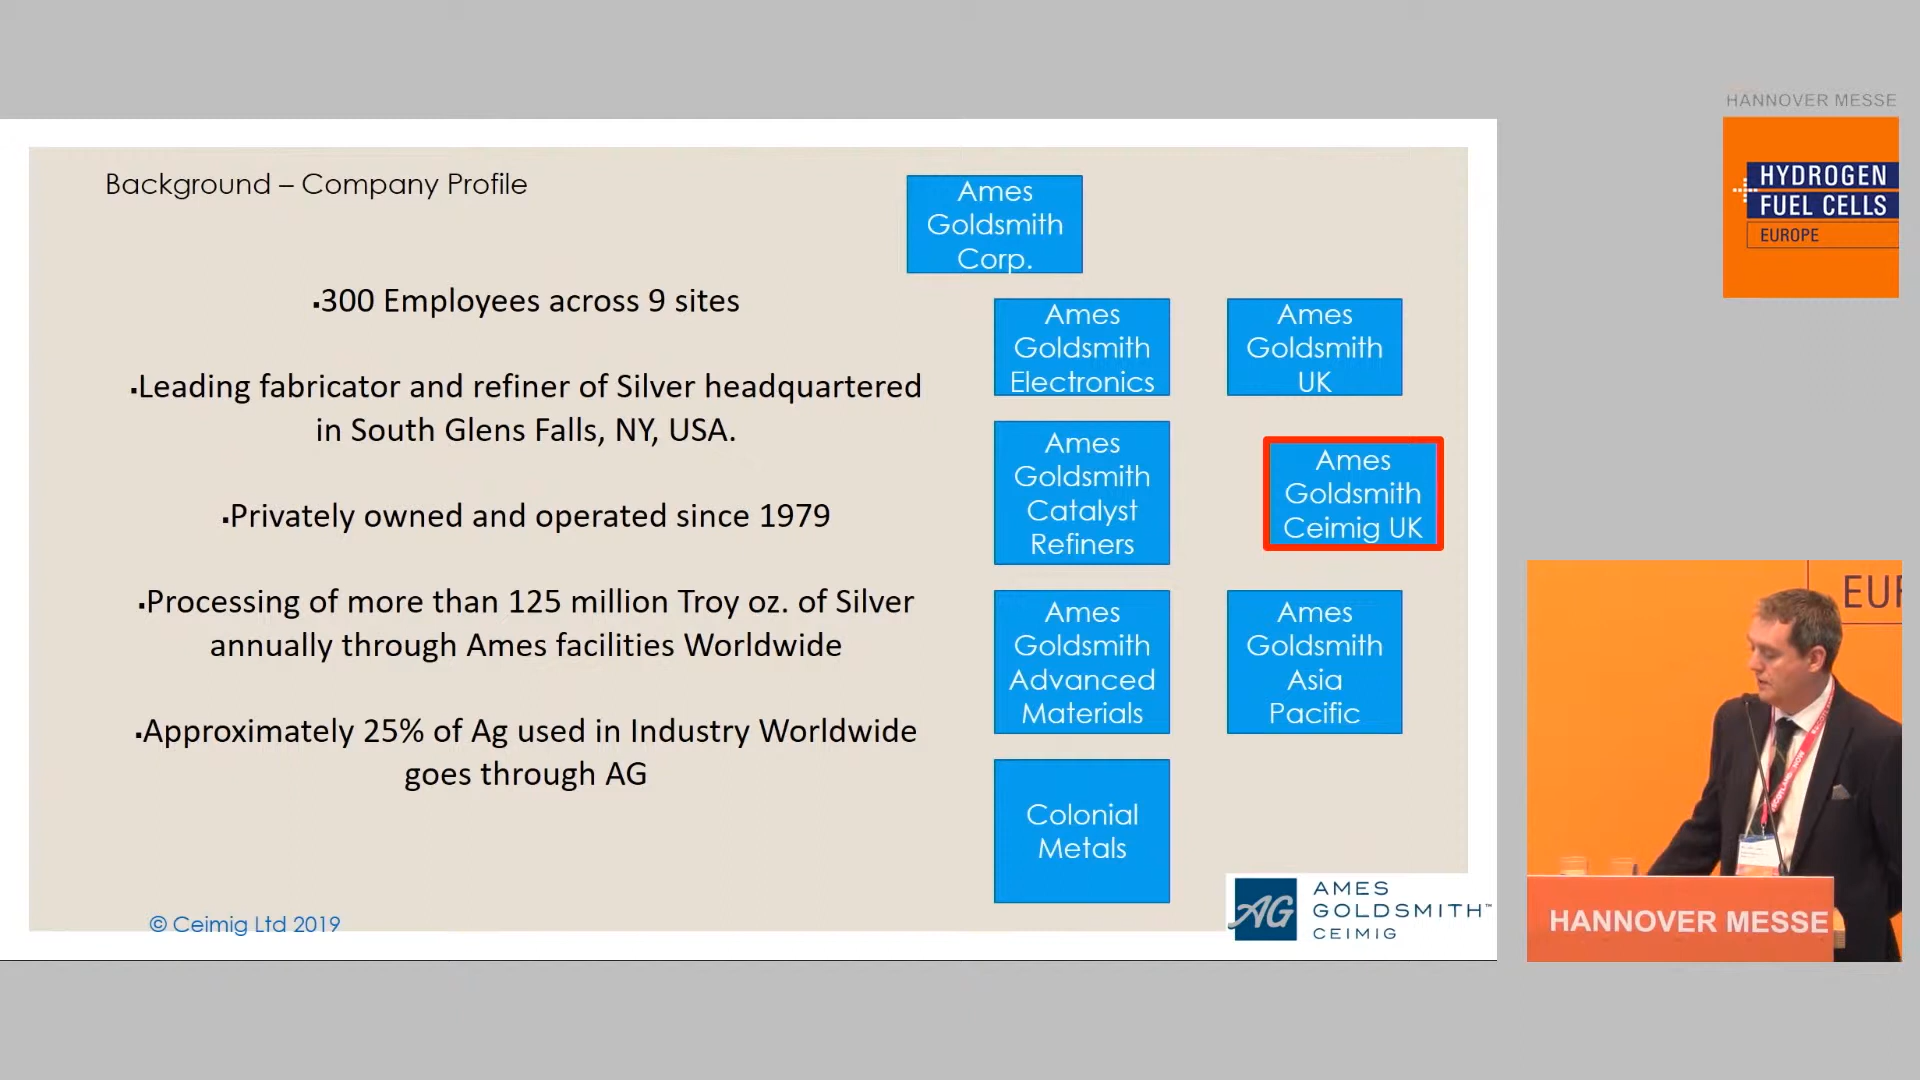 HANNOVER MESSE
HYDROGEN
FUEL CELLS
EUROPE
Background – Company Profile
▪300 Employees across 9 sites
▪Leading fabricator and refiner of Silver headquartered
in South Glens Falls, NY, USA.
▪Privately owned and operated since 1979
▪Processing of more than 125 million Troy oz. of Silver
annually through Ames facilities Worldwide
▪Approximately 25% of Ag used in Industry Worldwide
goes through AG
Ames
Goldsmith
Corp.
Ames
Goldsmith
Electronics
Ames
Goldsmith
UK
Ames
Goldsmith
Catalyst
Refiners
Ames
Goldsmith
Ceimig UK
Ames
Goldsmith
Advanced
Materials
Ames
Goldsmith
Asia
Pacific
Colonial
Metals
© Ceimig Ltd 2019
AG
AMES
GOLDSMITH™
CEIMIG
EUR
HANNOVER MESSE